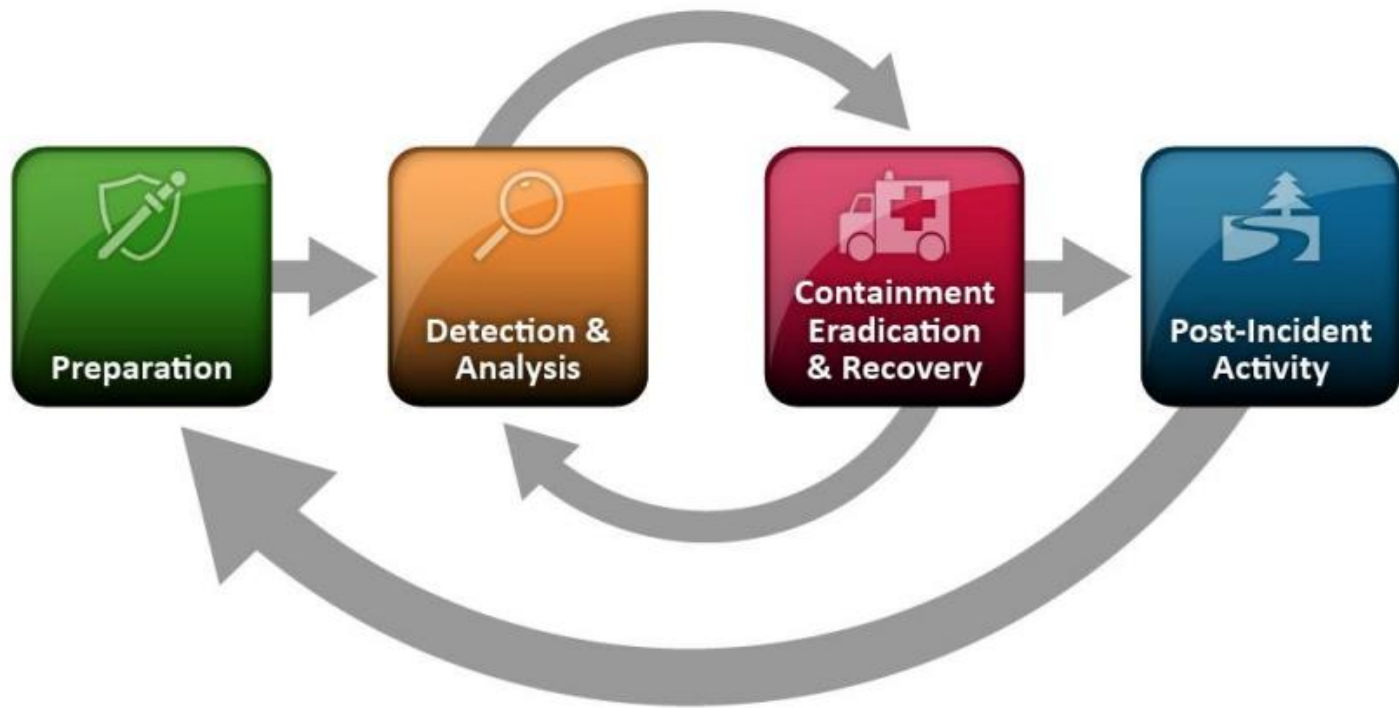 Preparation
Detection &
Analysis
Containment
Eradication
& Recovery
Post-Incident
Activity